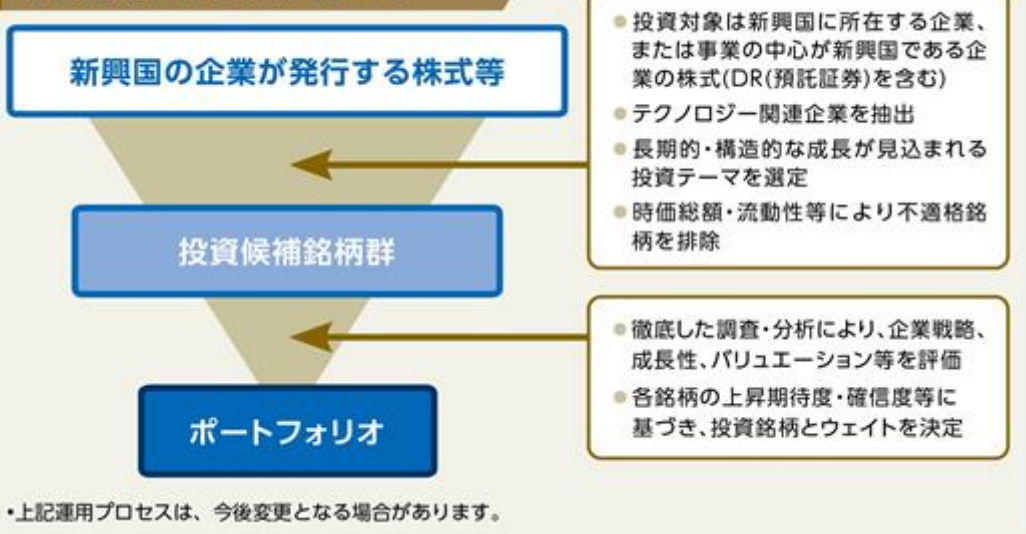 新興国の企業が発行する株式等
●投資対象は新興国に所在する企業、
または事業の中心が新興国である企
業の株式(DR(預託証券)を含む)
●テクノロジー関連企業を抽出
●長期的・構造的な成長が見込まれる
投資テーマを選定
●時価総額・流動性等により不適格銘
柄を排除
投資候補銘柄群
●徹底した調査・分析により、企業戦略、
成長性、バリュエーション等を評価
●各銘柄の上昇期待度・確信度等に
基づき、投資銘柄とウェイトを決定
ポートフォリオ
・上記運用プロセスは、今後変更となる場合があります。